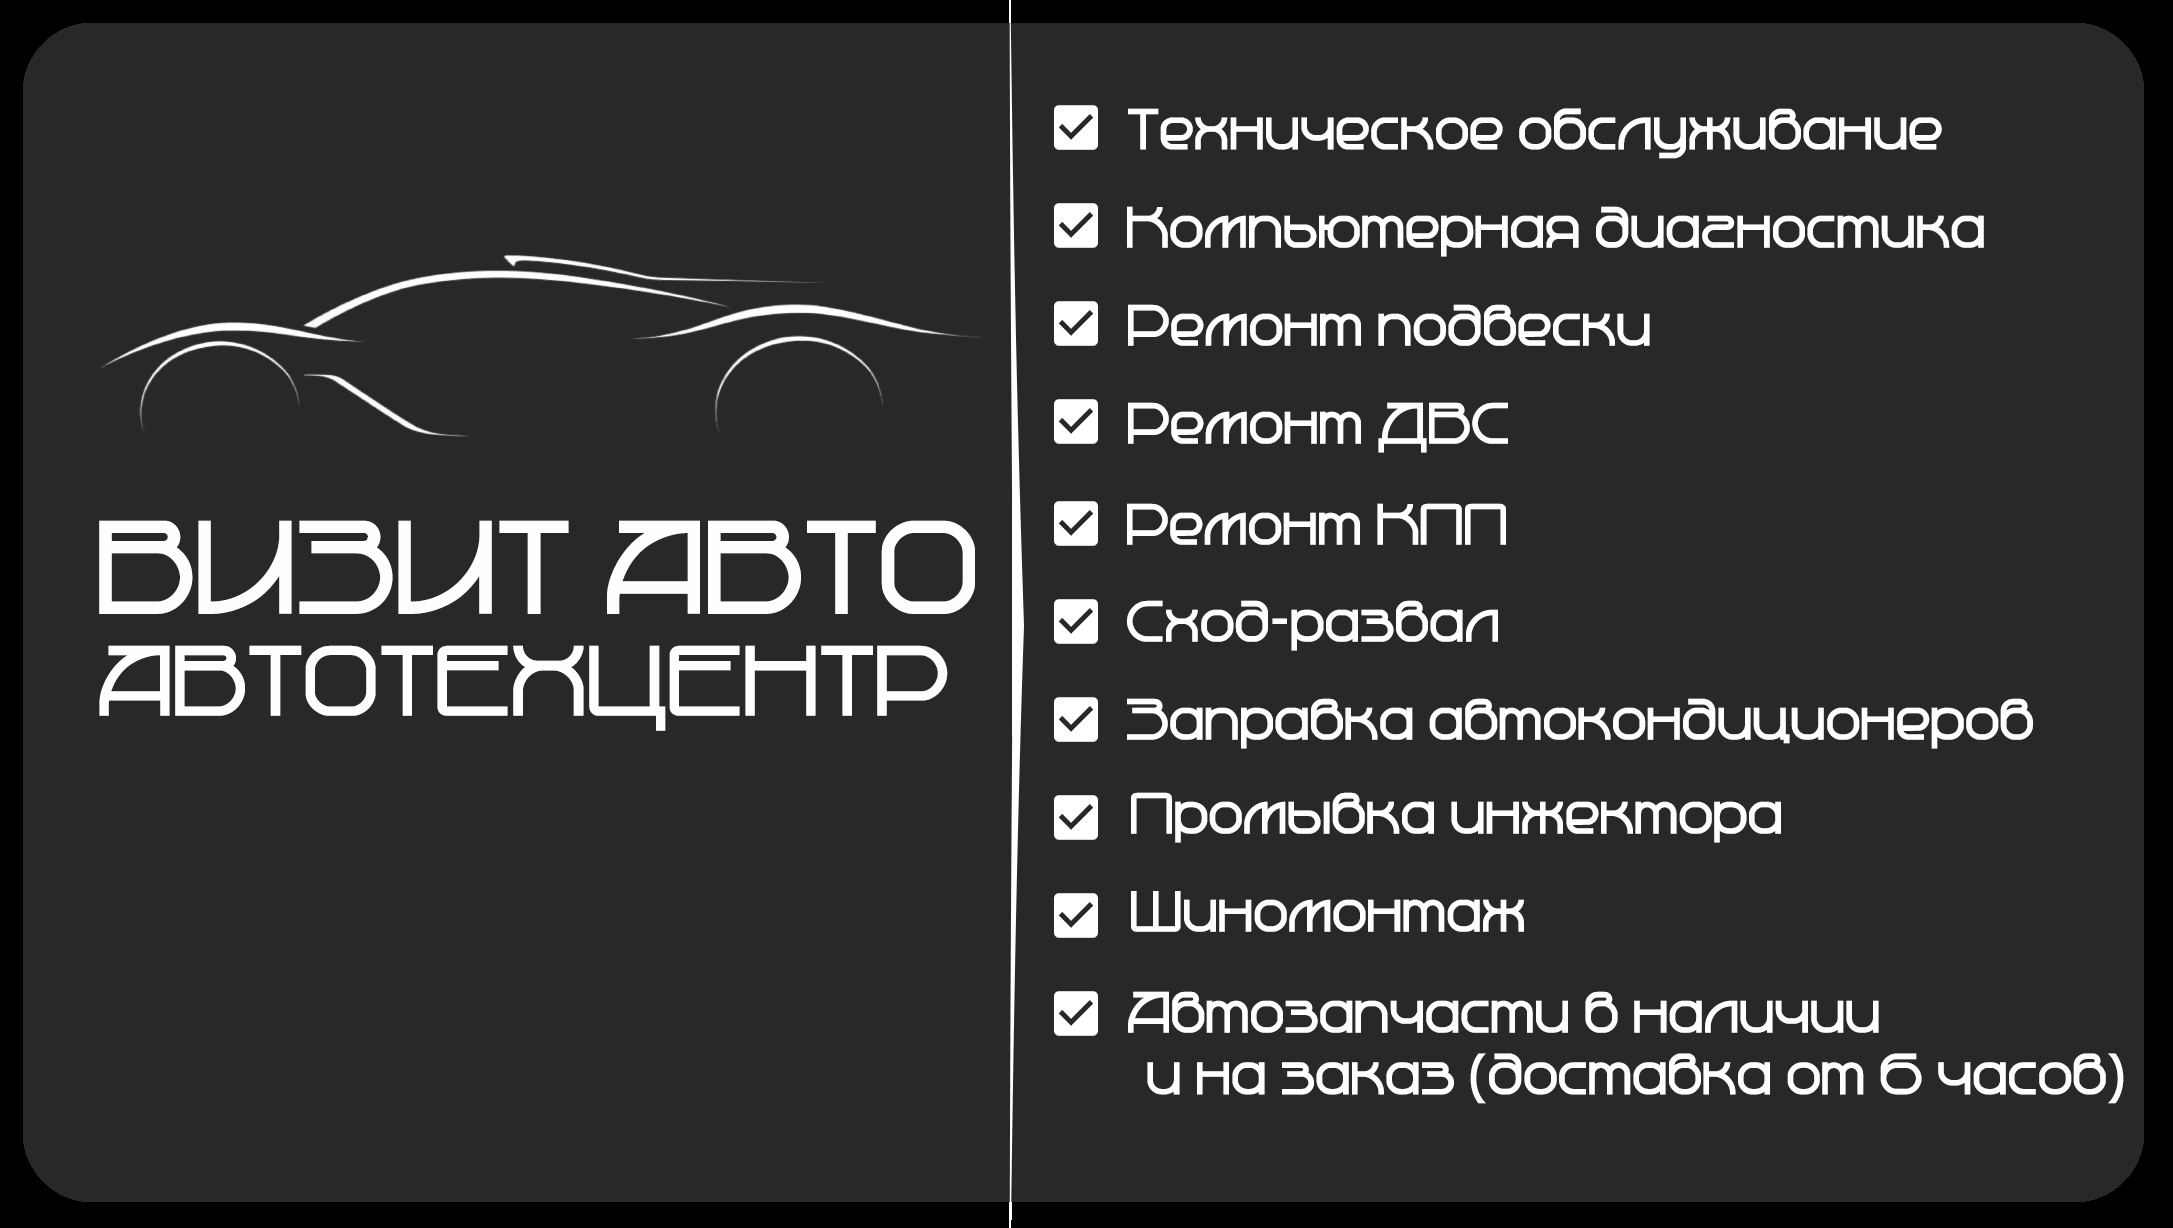 ВИЗИТ АВТО
АВТОТЕХЦЕНТР
Техническое обслуживание
Компьютерная диагностика
Ремонт подвески
Ремонт ДВС
Ремонт КПП
Сход-развал
Заправка автокондиционеров
Промывка инжектора
Шиномонтаж
Автозапчасти в наличии
и на заказ (доставка от 6 часов)